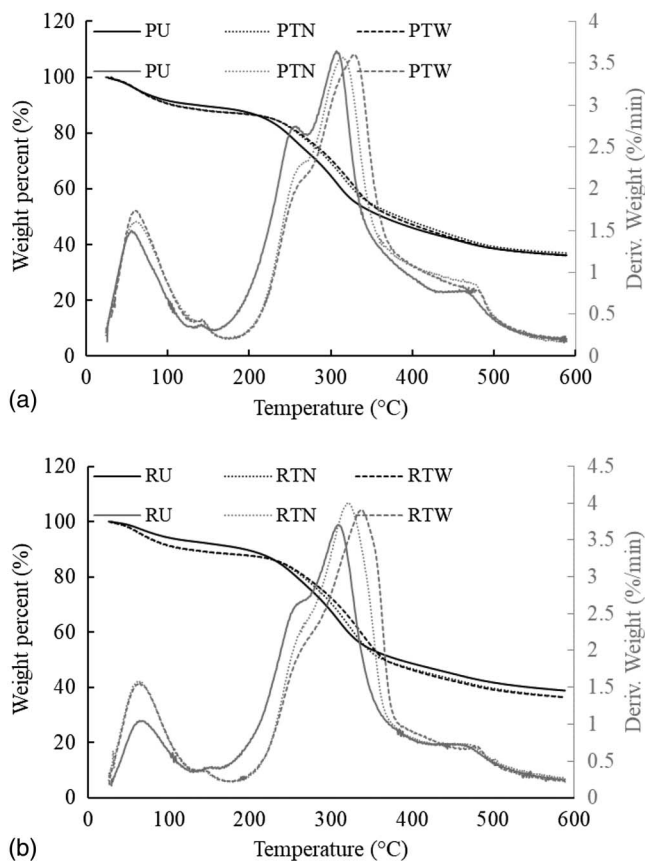 PU PTN PTW
PU PTN PTW
120
100
80
60
40
20
0
Weight percent (%)
4
3.5
3
2.5
2
1.5
1
0.5
0
Deriv. Weight (%/min)
0 100 200 300 400 500 600
Temperature (°C)
(a)
RU RTN RTW
RU RTN RTW
120
100
80
60
40
20
0
Weight percent (%)
4.5
4
3.5
3
2.5
2
1.5
1
0.5
0
Deriv. Weight (%/min)
0 100 200 300 400 500 600
Temperature (°C)
(b)